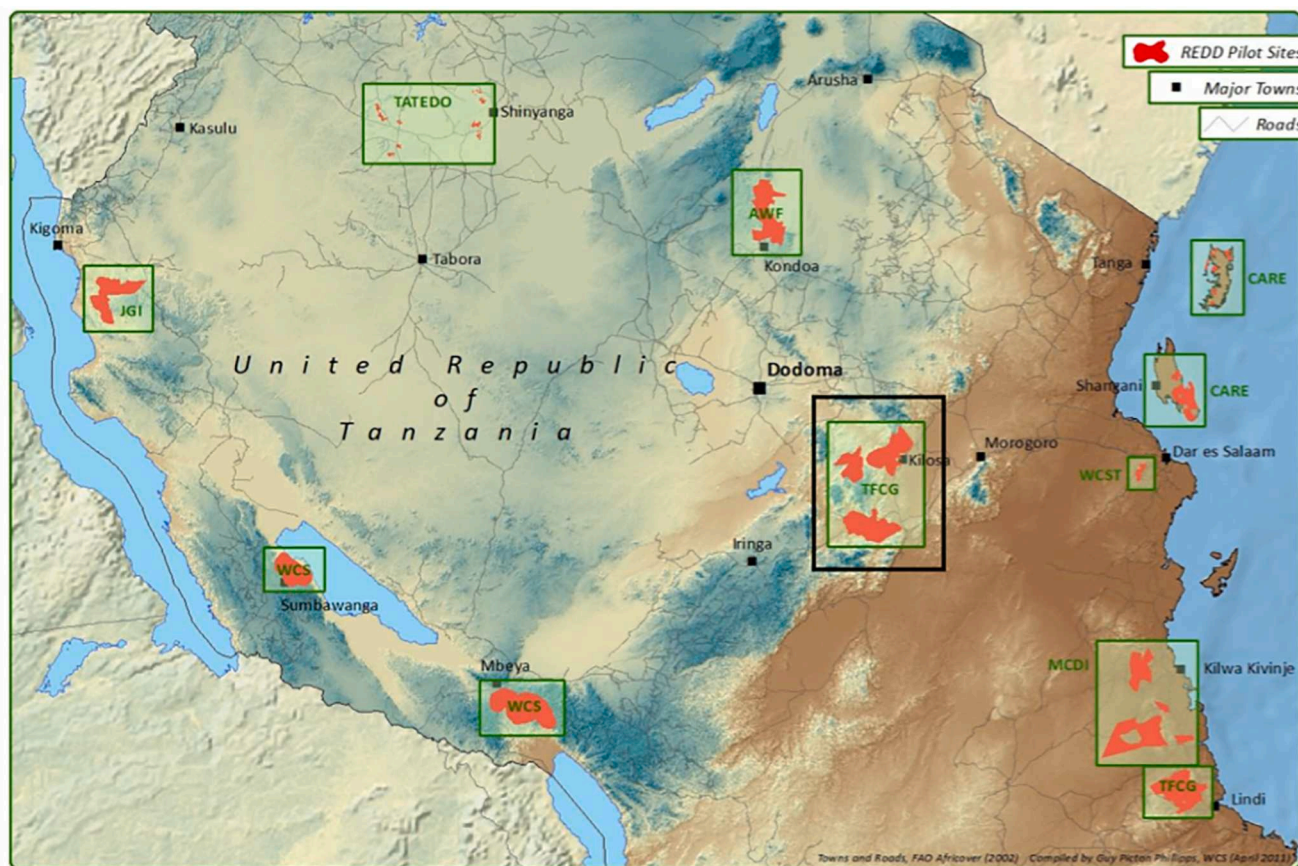 REDD Pilot Sites
Major Towns
Roads
Arusha
TATEDO
Shinyanga
Kasulu
AWF
Kondoa
Kigoma
Tabora
Tanga
CARE
JGI
United Republic
of
Tanzania
Dodoma
Shangani
CARE
Morogoro
Dar es Salaam
Kilosa
WCST
TFCG
Iringa
WCS
Sumbawanga
Mbeya
MCDI
Kilwa Kivinje
WCS
TFCG
Lindi
Towns and Roads, FAO Africover (2002) Compiled by Guy Picton Phillipps, WCS (April 2011)